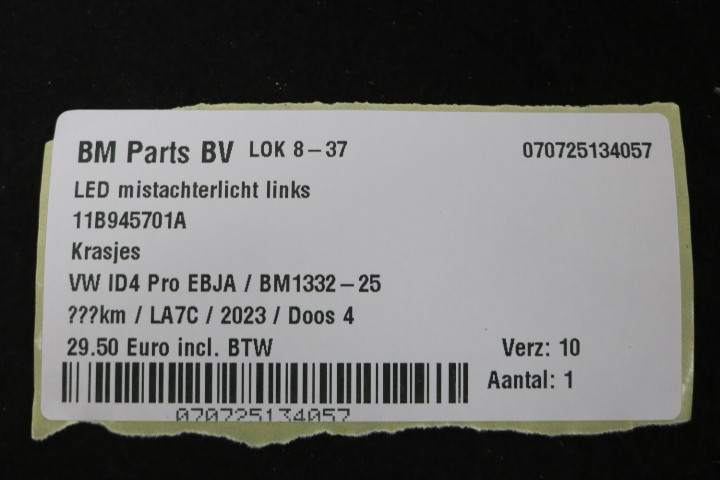 BM Parts BV LOK 8-37 070725134057
LED mistachterlicht links
11B945701A
Krasjes
VW ID4 Pro EBJA / BM1332-25
???km / LA7C / 2023 / Doos 4
29.50 Euro incl. BTW Verz: 10
Aantal: 1
070725134057